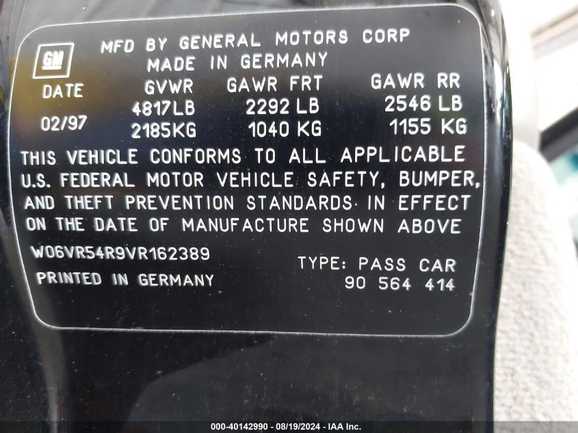 GM
MFD BY GENERAL MOTORS CORP
MADE IN GERMANY
DATE GVWR GAWR FRT GAWR RR
4817LB 2292 LB 2546 LB
02/97 2185KG 1040 KG 1155 KG
THIS VEHICLE CONFORMS TO ALL APPLICABLE
U.S. FEDERAL MOTOR VEHICLE SAFETY, BUMPER,
AND THEFT PREVENTION STANDARDS IN EFFECT
ON THE DATE OF MANUFACTURE SHOWN ABOVE
W06VR54R9VR162389
TYPE: PASS CAR
PRINTED IN GERMANY
90 564 414
000-40142990 - 08/19/2024 - IAA Inc.